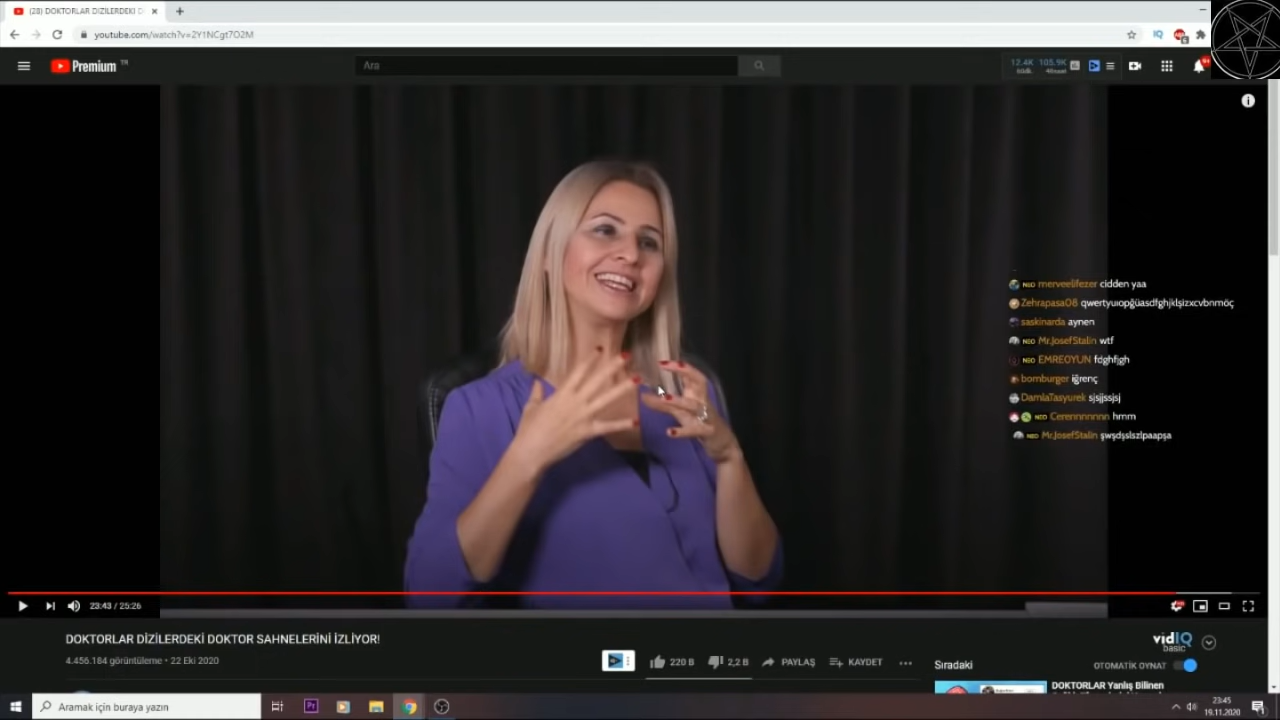 (28) DOKTORLAR DİZİLERDEKİ D
youtube.com/watch?v=2Y1NCgt7O2M
Premium TR
Ara
12.4K 105.9K
merveelifezer cidden yaa
Zehrapasa08 qwertyuıopğüasdfghjklşizxcvbnmöç
saskinarda aynen
Mr.JosefStalin wtf
EMREOYUN fdghfjgh
bomburger iğrenç
DamlaTasyurek sjsjjssjsj
Cerennnnnnn hmm
Mr.JosefStalin şwşdşslszlpaapşa
23:43 / 25:26
DOKTORLAR DİZİLERDEKİ DOKTOR SAHNELERİNİ İZLİYOR!
vidIQ
basic
4.456.184 görüntüleme • 22 Eki 2020
220 B 2,2 B PAYLAŞ KAYDET
Sıradaki
OTOMATİK OYNAT
DOKTORLAR Yanlış Bilinen
Aramak için buraya yazın
23:45
19.11.2020